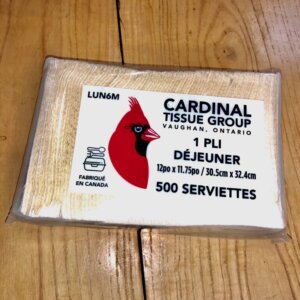 LUN6M
CARDINAL
TISSUE GROUP
VAUGHAN, ONTARIO
1 PLI
DÉJEUNER
12po x 11.75po / 30.5cm x 32.4cm
500 SERVIETTES
FABRIQUÉ
EN CANADA